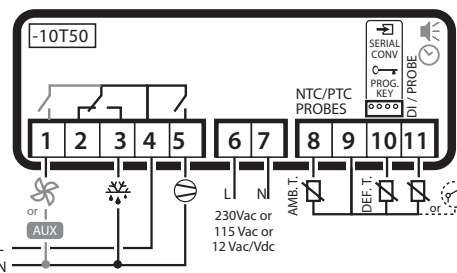 -10T50
SERIAL
CONV
PROG.
KEY
DI / PROBE
NTC/PTC
PROBES
1 2 3 4 5 6 7 8 9 10 11
or
AUX
L N
230Vac or
115 Vac or
12 Vac/Vdc
AMB. T.
DEF. T.
or
L
N